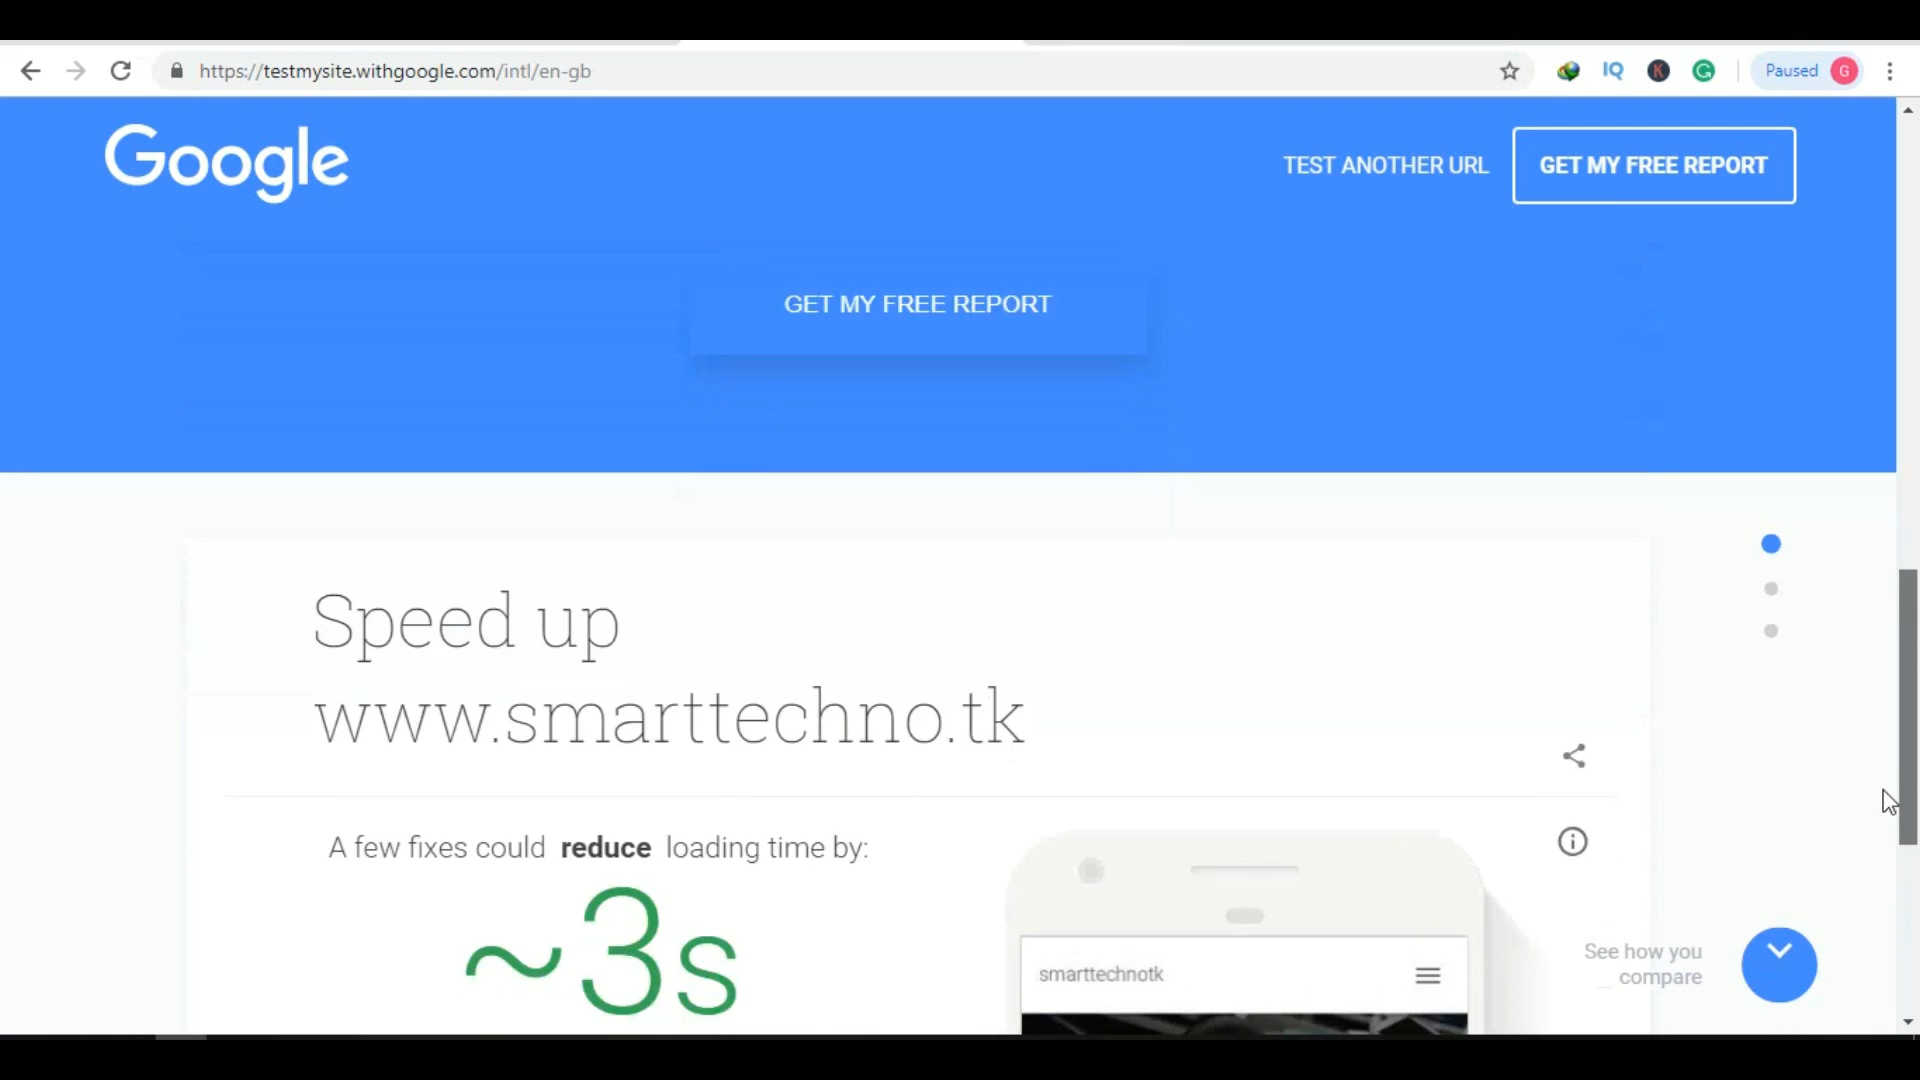 https://testmysite.withgoogle.com/intl/en-gb
IQ
K
G
Paused
G
Google
TEST ANOTHER URL
GET MY FREE REPORT
GET MY FREE REPORT
Speed up
www.smarttechno.tk
A few fixes could reduce loading time by:
~3s
smarttechnotk
See how you
compare